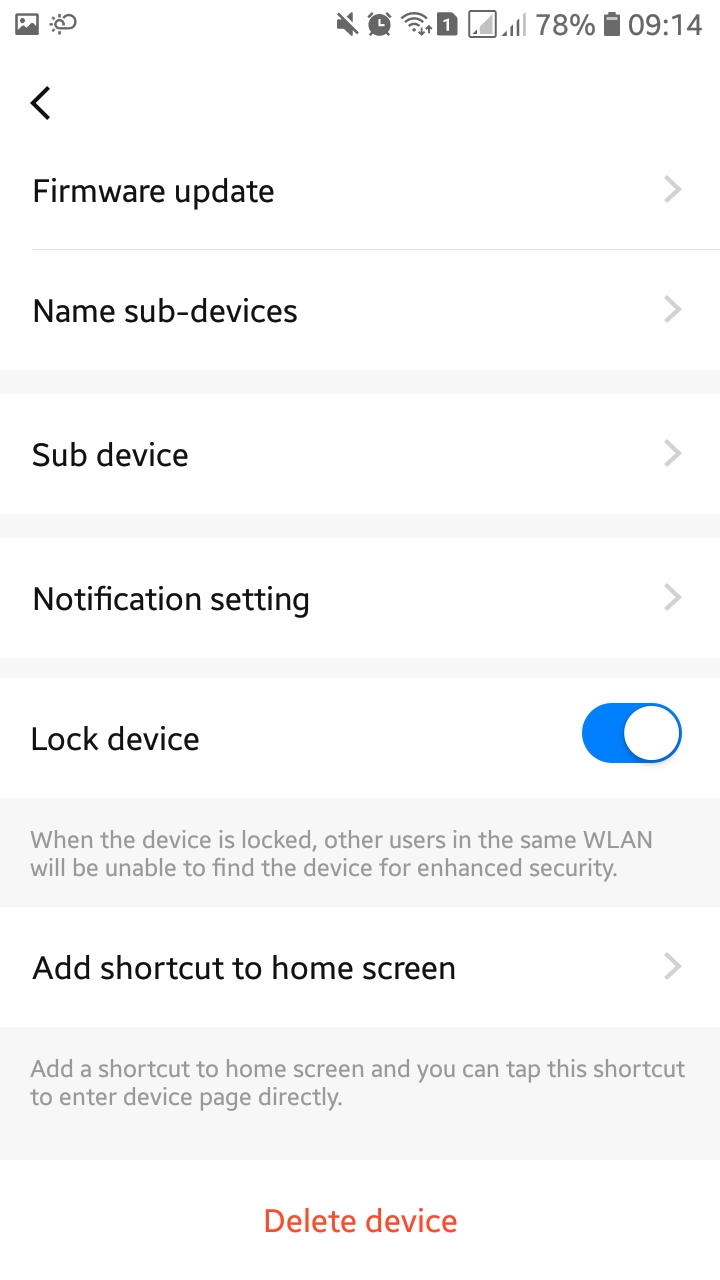 1 78% 09:14
Firmware update
Name sub-devices
Sub device
Notification setting
Lock device
When the device is locked, other users in the same WLAN
will be unable to find the device for enhanced security.
Add shortcut to home screen
Add a shortcut to home screen and you can tap this shortcut
to enter device page directly.
Delete device